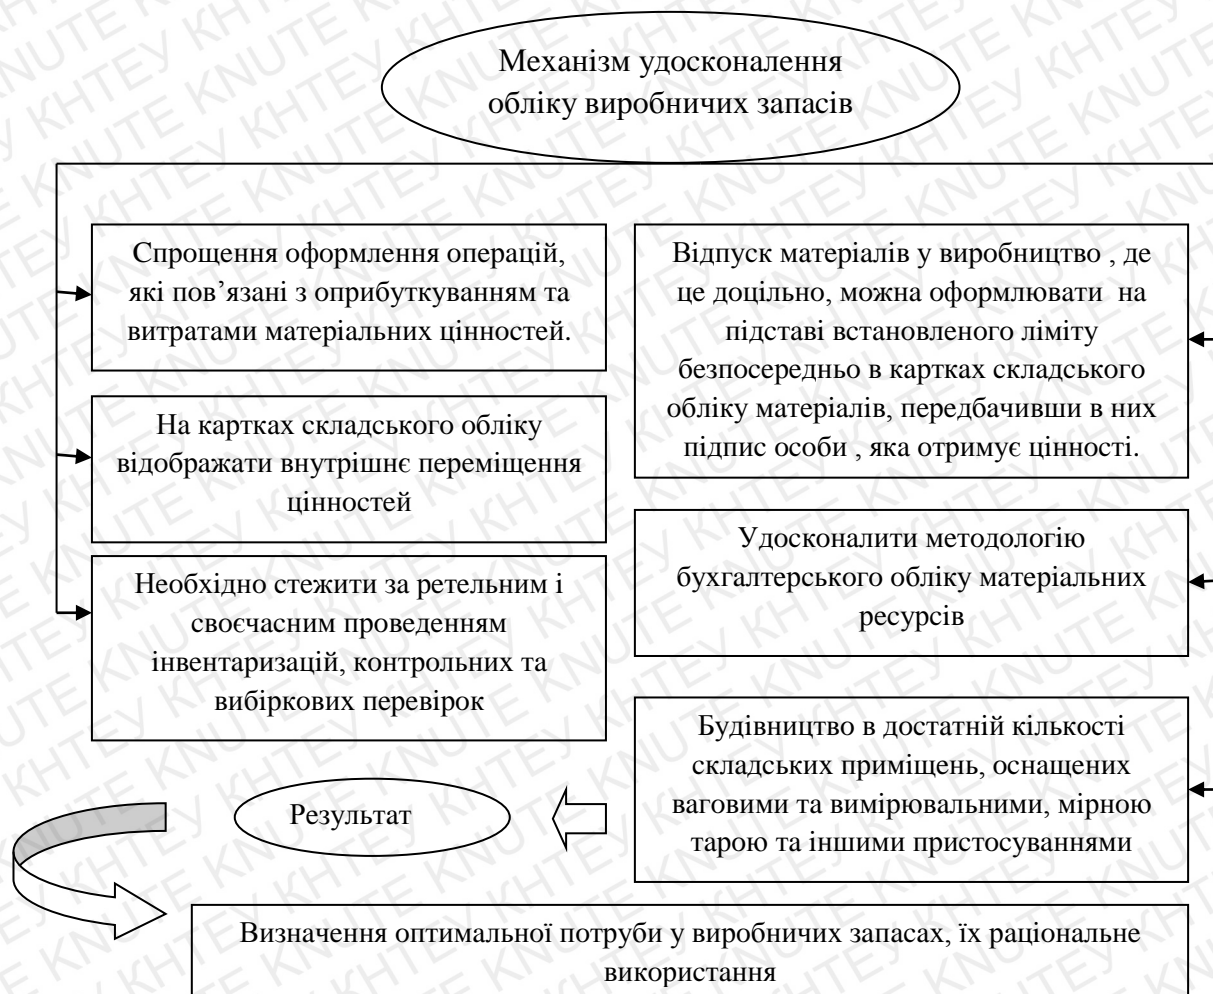 Механізм удосконалення
обліку виробничих запасів
Спрощення оформлення операцій,
які пов’язані з оприбуткуванням та
витратами матеріальних цінностей.
На картках складського обліку
відображати внутрішнє переміщення
цінностей
Необхідно стежити за ретельним і
своєчасним проведенням
інвентаризацій, контрольних та
вибіркових перевірок
Відпуск матеріалів у виробництво , де
це доцільно, можна оформлювати на
підставі встановленого ліміту
безпосередньо в картках складського
обліку матеріалів, передбачивши в них
підпис особи , яка отримує цінності.
Удосконалити методологію
бухгалтерського обліку матеріальних
ресурсів
Будівництво в достатній кількості
складських приміщень, оснащених
ваговими та вимірювальними, мірною
тарою та іншими пристосуваннями
Результат
Визначення оптимальної потруби у виробничих запасах, їх раціональне
використання